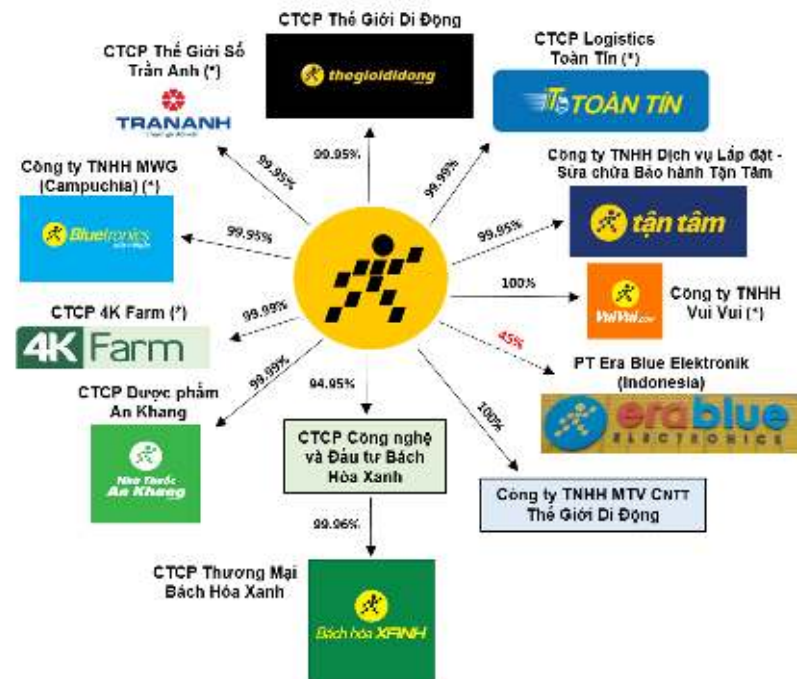 CTCP Thế Giới Di Động
thegioididong
CTCP Thế Giới Số
Trần Anh (*)
TRANANH
CTCP Logistics
Toàn Tín (*)
TOÀN TÍN
99.95%
99.95%
99.99%
Công ty TNHH MWG
(Campuchia) (*)
Bluetronics
99.95%
Công ty TNHH Dịch vụ Lắp đặt -
Sửa chữa Bảo hành Tận Tâm
tận tâm
99.95%
100%
Công ty TNHH
Vui Vui (*)
VuiVui.com
CTCP 4K Farm (*)
4K Farm
99.99%
45%
PT Era Blue Elektronik
(Indonesia)
erablue
ELECTRONICS
CTCP Dược phẩm
An Khang
Nhà Thuốc
An Khang
99.99%
94.95%
100%
CTCP Công nghệ
và Đầu tư Bách
Hòa Xanh
Công ty TNHH MTV CNTT
Thế Giới Di Động
99.96%
CTCP Thương Mại
Bách Hóa Xanh
Bách hóa XANH